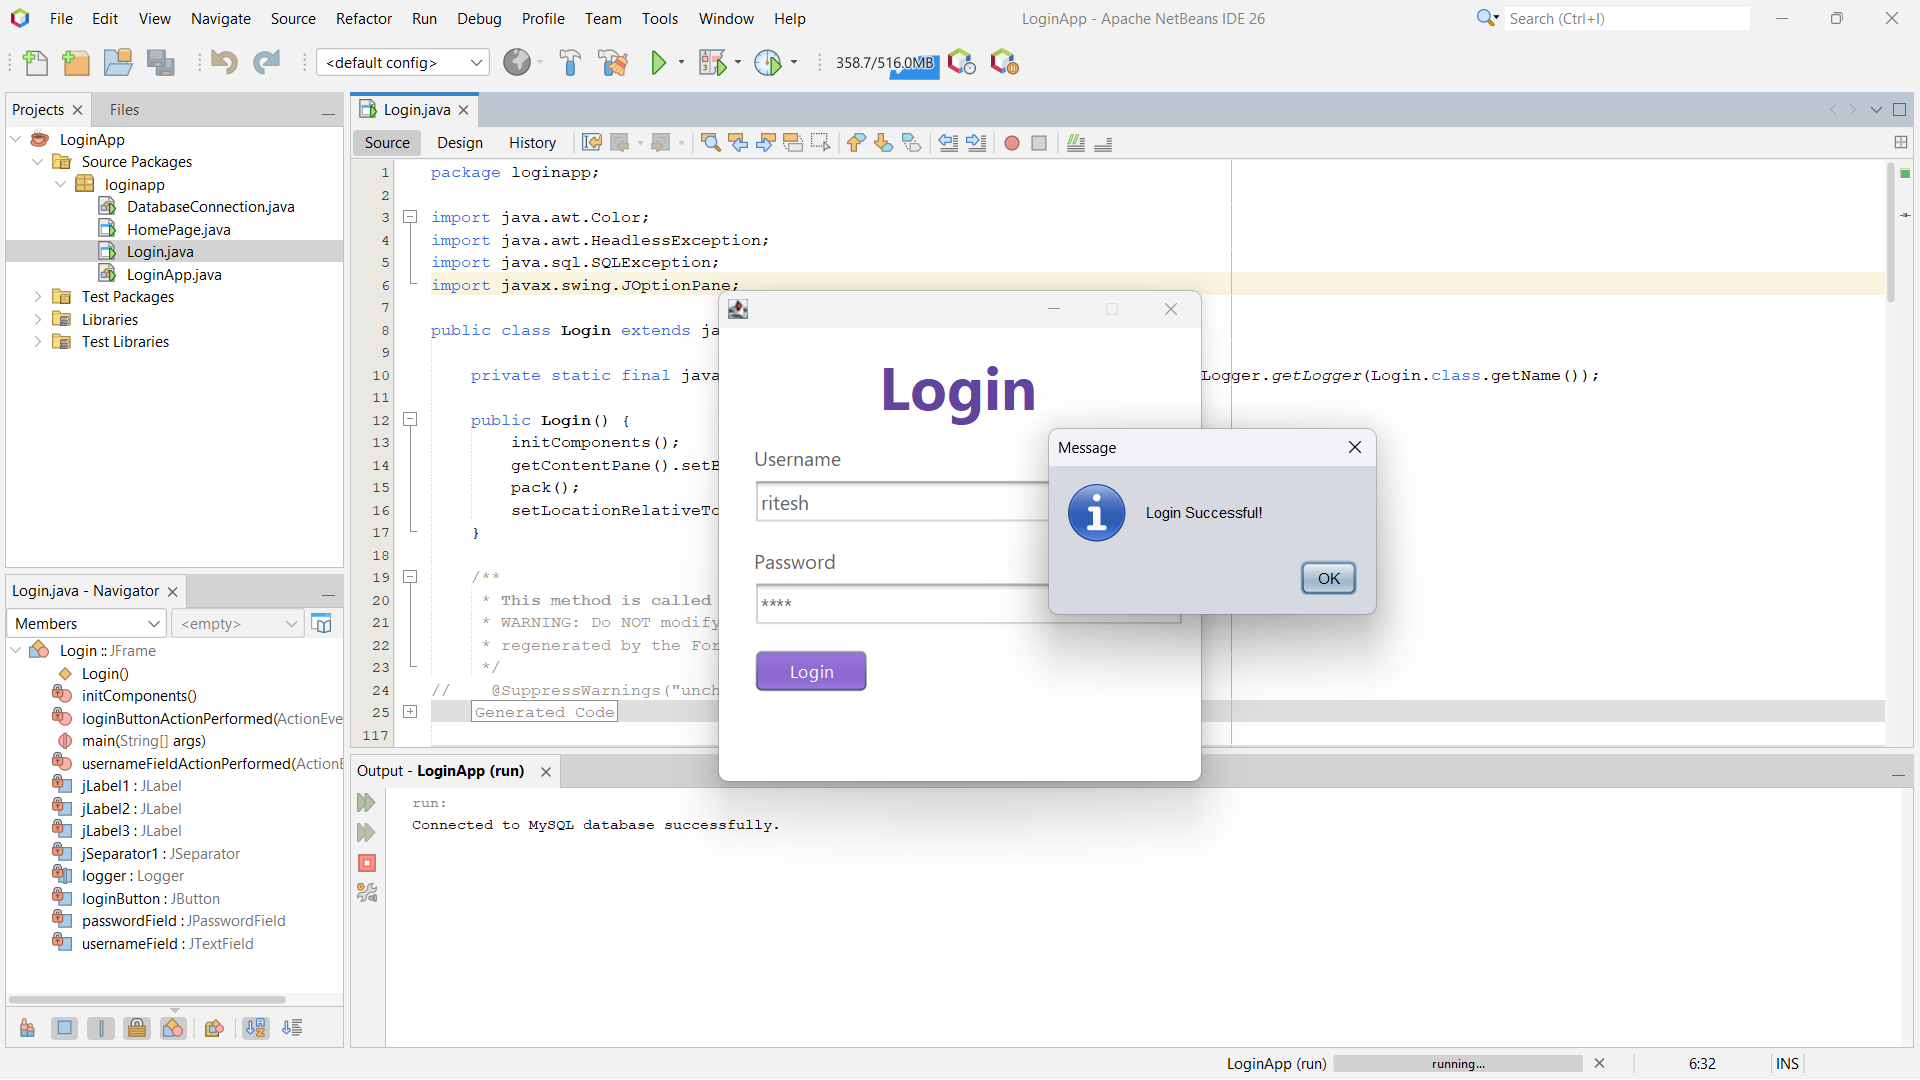 File Edit View Navigate Source Refactor Run Debug Profile Team Tools Window Help
LoginApp - Apache NetBeans IDE 26
Search (Ctrl+I)
<default config>
358.7/516.0MB
Projects
Files
LoginApp
Source Packages
loginapp
DatabaseConnection.java
HomePage.java
Login.java
LoginApp.java
Test Packages
Libraries
Test Libraries
Login.java - Navigator
Members
<empty>
Login :: JFrame
Login()
initComponents()
loginButtonActionPerformed(ActionEve
main(String[] args)
usernameFieldActionPerformed(ActionE
jLabel1 : JLabel
jLabel2 : JLabel
jLabel3 : JLabel
jSeparator1 : JSeparator
logger : Logger
loginButton : JButton
passwordField : JPasswordField
usernameField : JTextField
Login.java
Source Design History
1 package loginapp;
2
3 import java.awt.Color;
4 import java.awt.HeadlessException;
5 import java.sql.SQLException;
6 import javax.swing.JOptionPane;
7
8 public class Login extends ja
9
10 private static final java Logger.getLogger(Login.class.getName());
11
12 public Login() {
13 initComponents();
14 getContentPane().setB
15 pack();
16 setLocationRelativeTo
17 }
18
19 /**
20 * This method is called
21 * WARNING: Do NOT modify
22 * regenerated by the For
23 */
24 // @SuppressWarnings("unch
25 Generated Code
117
Login
Username
ritesh
Password
****
Login
Message
Login Successful!
OK
Output - LoginApp (run)
run:
Connected to MySQL database successfully.
LoginApp (run)
running...
6:32
INS